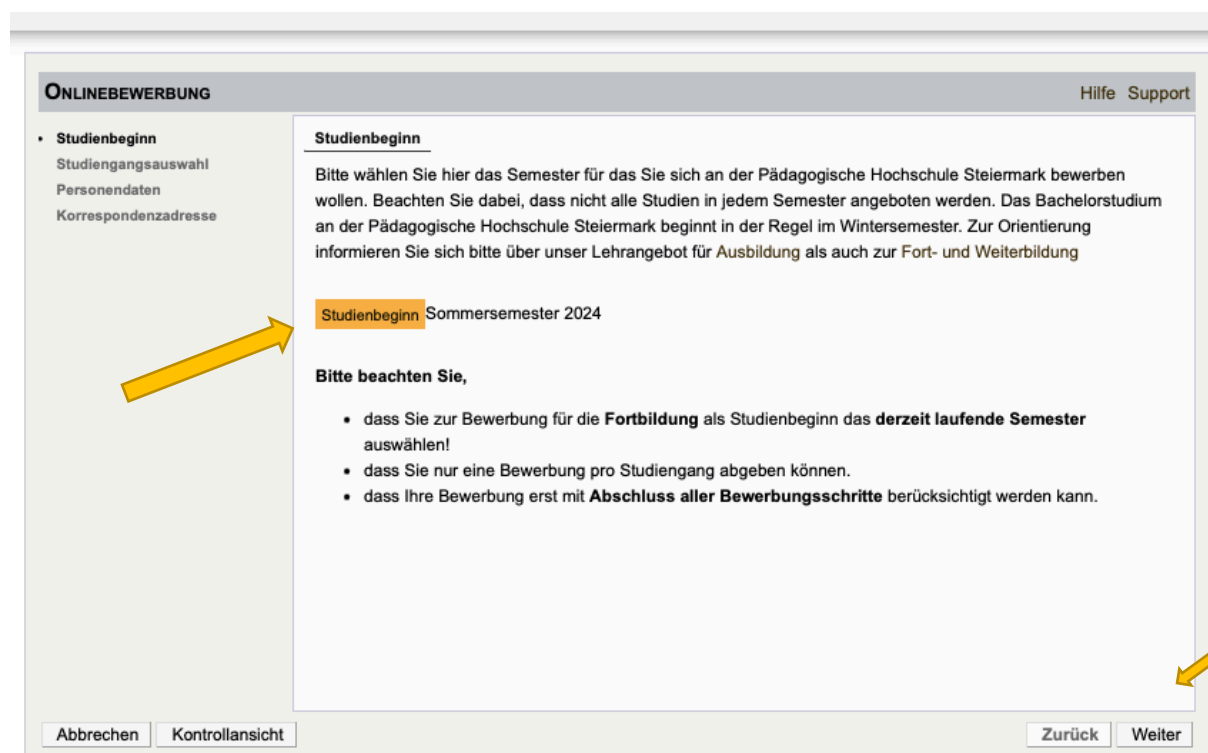 ONLINEBEWERBUNG
Hilfe Support
• Studienbeginn
Studiengangsauswahl
Personendaten
Korrespondenzadresse
Studienbeginn
Bitte wählen Sie hier das Semester für das Sie sich an der Pädagogische Hochschule Steiermark bewerben
wollen. Beachten Sie dabei, dass nicht alle Studien in jedem Semester angeboten werden. Das Bachelorstudium
an der Pädagogische Hochschule Steiermark beginnt in der Regel im Wintersemester. Zur Orientierung
informieren Sie sich bitte über unser Lehrangebot für Ausbildung als auch zur Fort- und Weiterbildung
Studienbeginn Sommersemester 2024
Bitte beachten Sie,
• dass Sie zur Bewerbung für die Fortbildung als Studienbeginn das derzeit laufende Semester
auswählen!
• dass Sie nur eine Bewerbung pro Studiengang abgeben können.
• dass Ihre Bewerbung erst mit Abschluss aller Bewerbungsschritte berücksichtigt werden kann.
Abbrechen Kontrollansicht Zurück Weiter